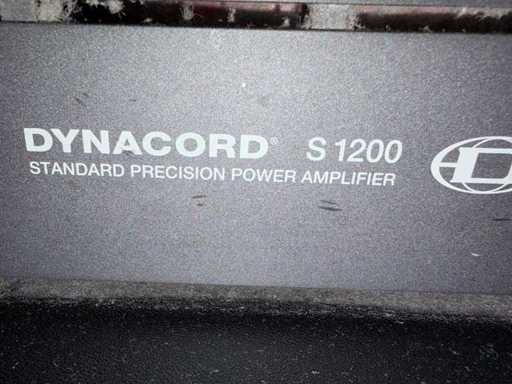 DYNACORD® S 1200
STANDARD PRECISION POWER AMPLIFIER